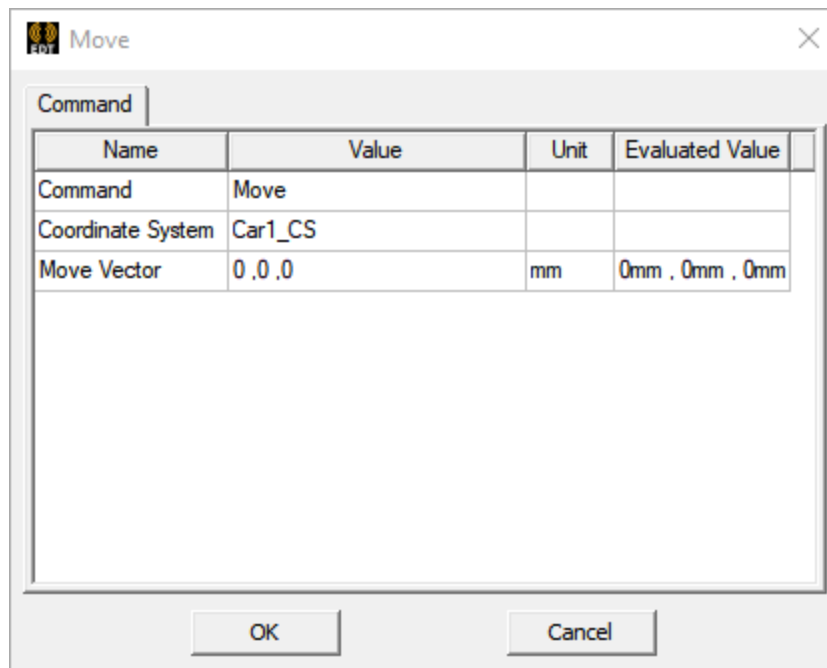 EDT Move
Command
Name Value Unit Evaluated Value
Command Move
Coordinate System Car1_CS
Move Vector 0 ,0 ,0 mm 0mm , 0mm , 0mm
OK Cancel